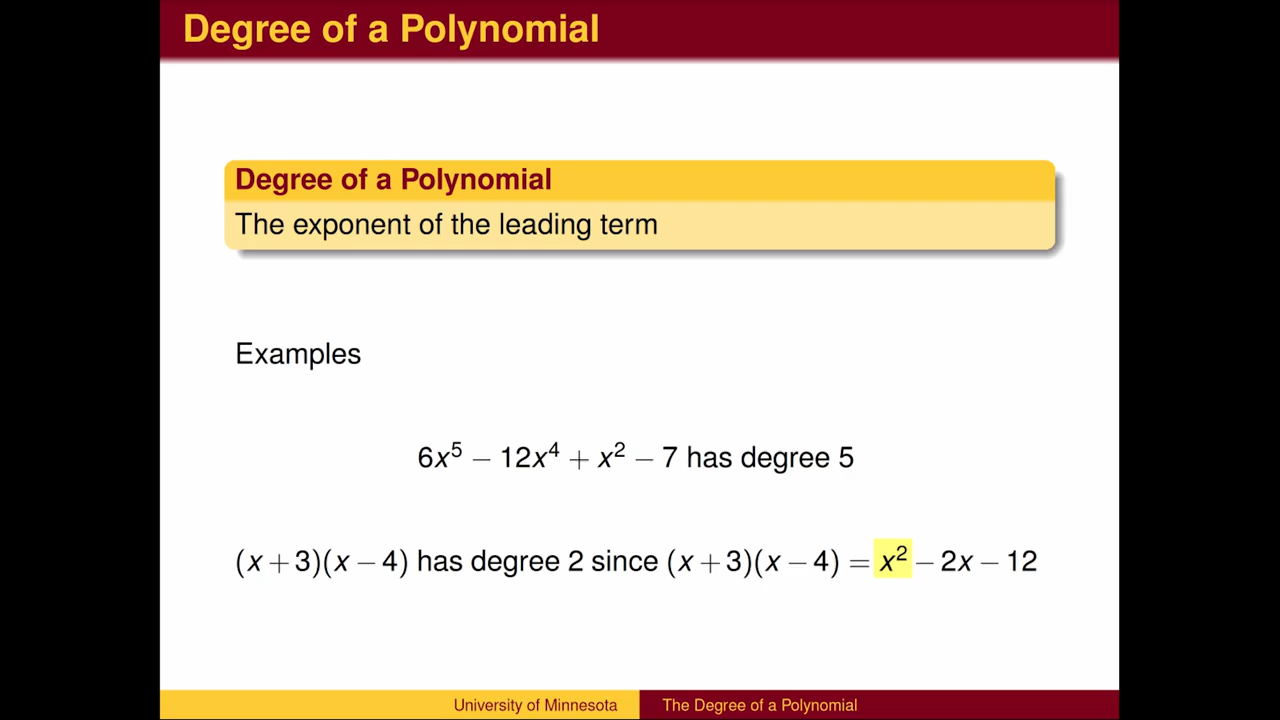 Degree of a Polynomial
Degree of a Polynomial
The exponent of the leading term
Examples
6x⁵ − 12x⁴ + x² − 7 has degree 5
(x + 3)(x − 4) has degree 2 since (x + 3)(x − 4) = x² − 2x − 12
University of Minnesota
The Degree of a Polynomial